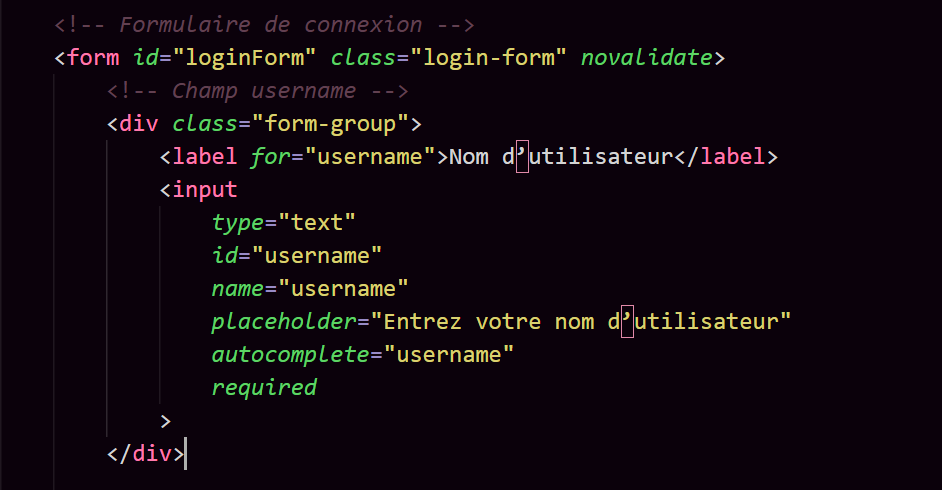 <!-- Formulaire de connexion -->
<form id="loginForm" class="login-form" novalidate>
<!-- Champ username -->
<div class="form-group">
<label for="username">Nom d’utilisateur</label>
<input
type="text"
id="username"
name="username"
placeholder="Entrez votre nom d’utilisateur"
autocomplete="username"
required
>
</div>